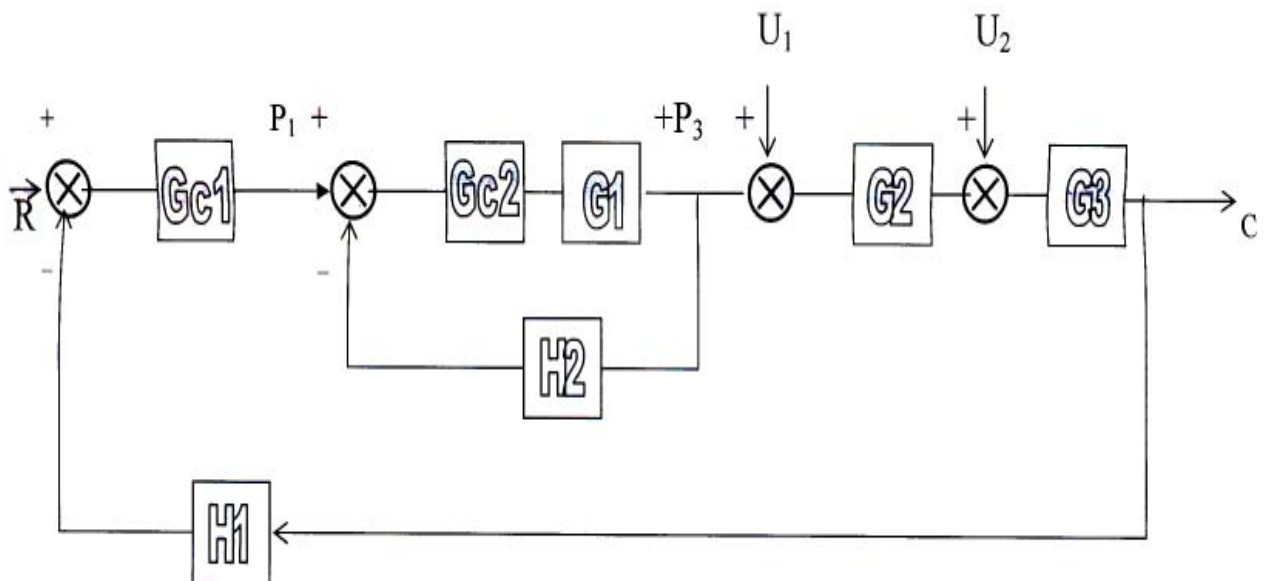 U₁ U₂
+ P₁ + +P₃ + +
R Gc1 Gc2 G1 G2 G3 C
− −
H2
H1